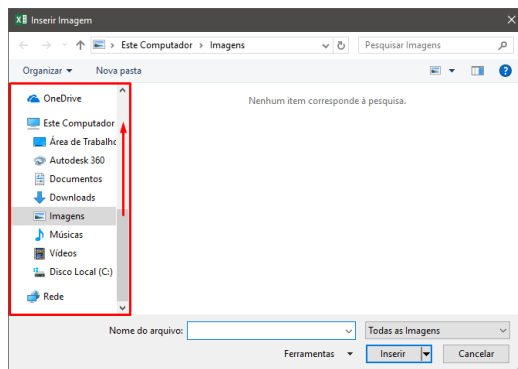 Inserir Imagem
Este Computador > Imagens
Pesquisar Imagens
Organizar
Nova pasta
OneDrive
Nenhum item corresponde à pesquisa.
Este Computador
Área de Trabalho
Autodesk 360
Documentos
Downloads
Imagens
Músicas
Vídeos
Disco Local (C:)
Rede
Nome do arquivo:
Todas as Imagens
Ferramentas
Inserir
Cancelar